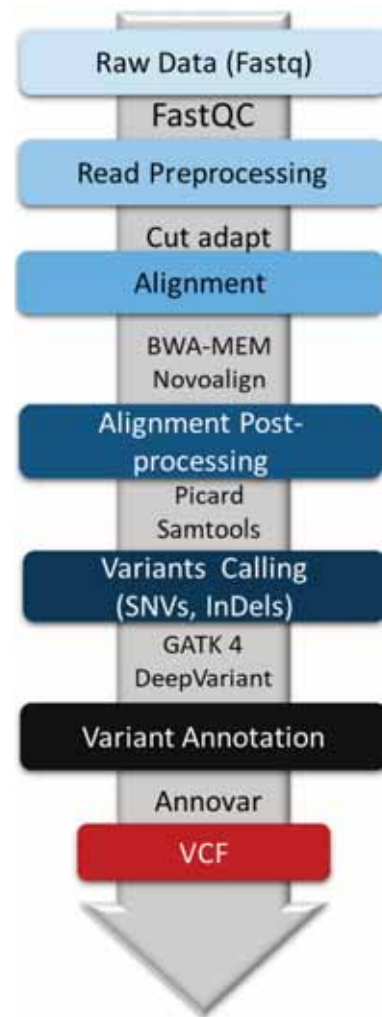 Raw Data (Fastq)
FastQC
Read Preprocessing
Cut adapt
Alignment
BWA-MEM
Novoalign
Alignment Post-
processing
Picard
Samtools
Variants Calling
(SNVs, InDels)
GATK 4
DeepVariant
Variant Annotation
Annovar
VCF